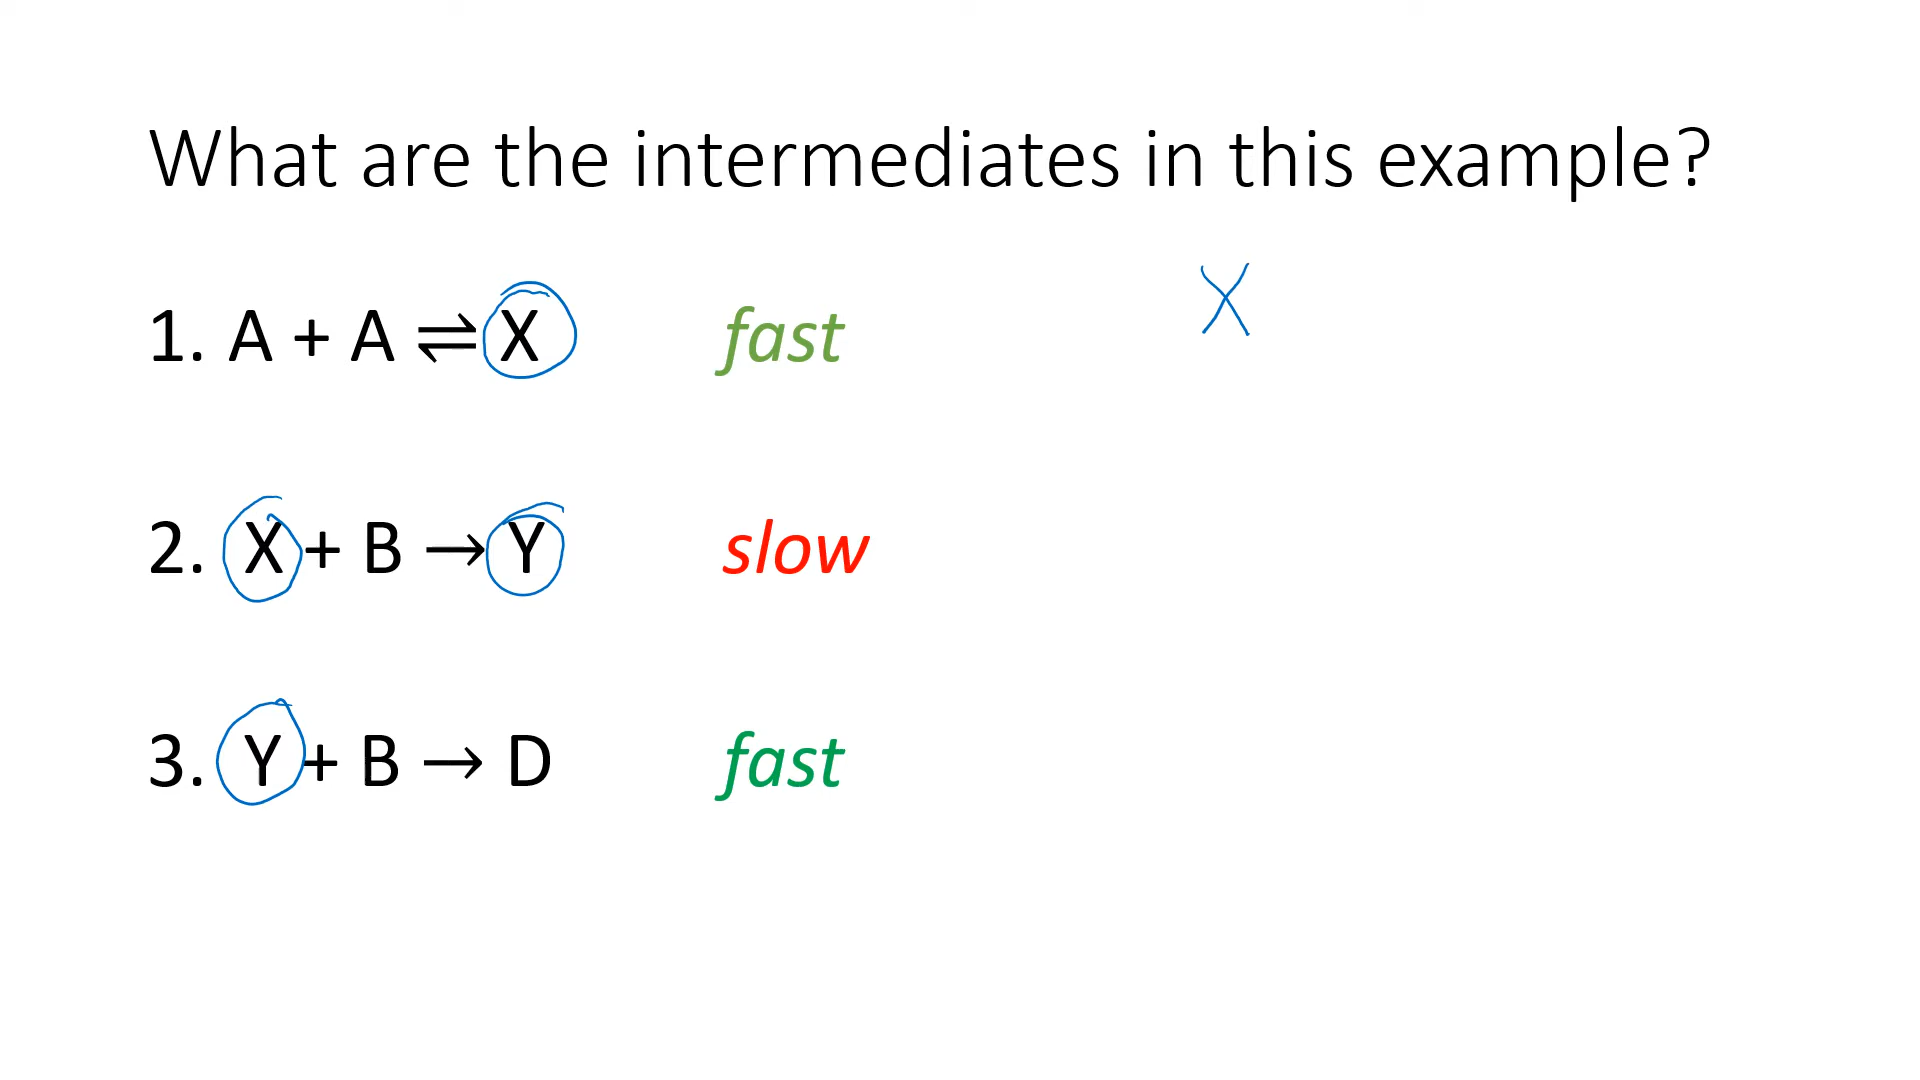 What are the intermediates in this example?
X
1. A + A ⇌ X fast
2. X + B → Y slow
3. Y + B → D fast